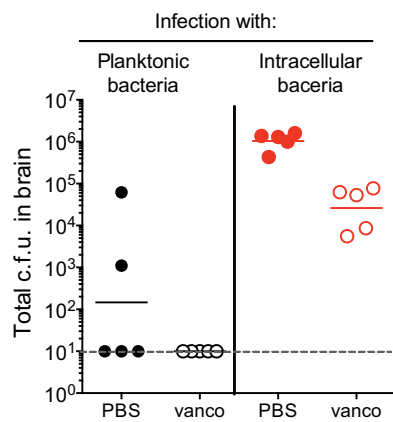 Infection with:
Planktonic bacteria
Intracellular baceria
Total c.f.u. in brain
10⁷
10⁶
10⁵
10⁴
10³
10²
10¹
10⁰
PBS vanco PBS vanco